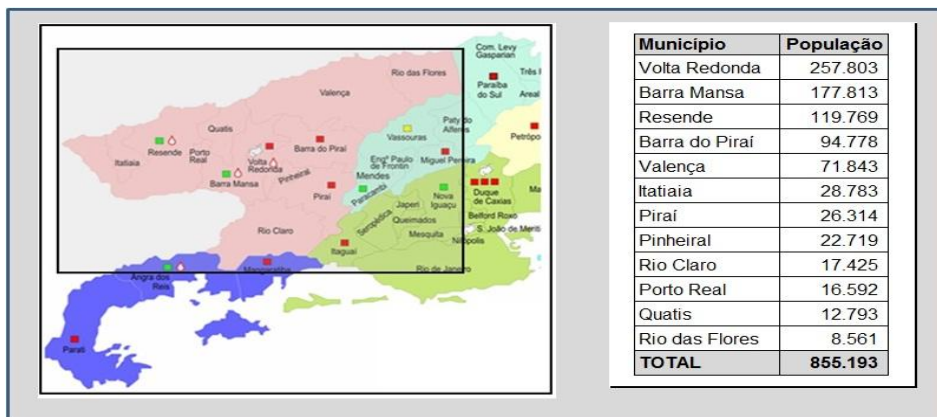 Com. Levy
Gasparian
Três
Rio das Flores
Paraíba
do Sul
Areal
Valença
Paty do
Alferes
Quatis
Vassouras
Petrópo
Resende
Porto
Real
Itatiaia
Volta
Redonda
Barra do Piraí
Engº Paulo
de Frontin
Miguel Pereira
Barra Mansa
Pinheiral
Mendes
Piraí
Paracambi
Nova
Iguaçu
Duque
de Caxias
Japeri
Belford Roxo
Seropédica
Queimados
Rio Claro
Mesquita
S. João de Meriti
Nilópolis
Itaguaí
Rio de Janeiro
Mangaratiba
Angra dos
Reis
Parati
Município População
Volta Redonda 257.803
Barra Mansa 177.813
Resende 119.769
Barra do Piraí 94.778
Valença 71.843
Itatiaia 28.783
Piraí 26.314
Pinheiral 22.719
Rio Claro 17.425
Porto Real 16.592
Quatis 12.793
Rio das Flores 8.561
TOTAL 855.193